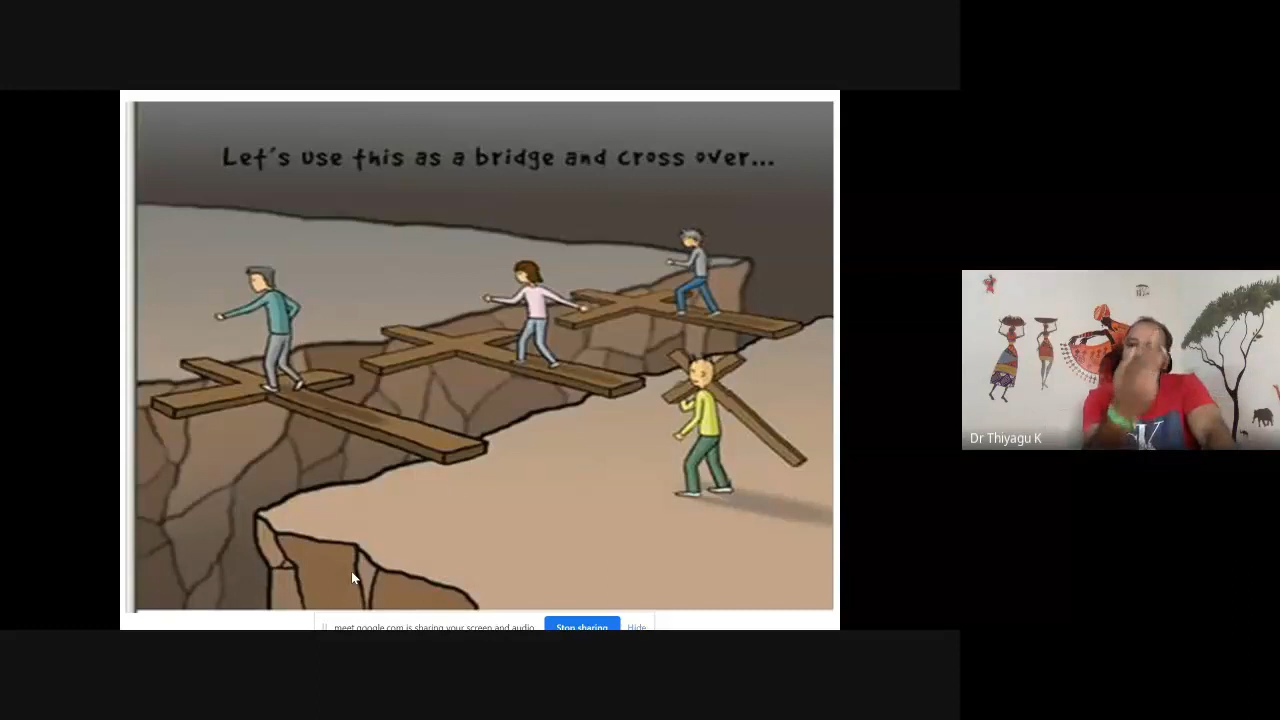 Let's use this as a bridge and cross over...
Dr Thiyagu K
meet.google.com is sharing your screen and audio. Stop sharing Hide